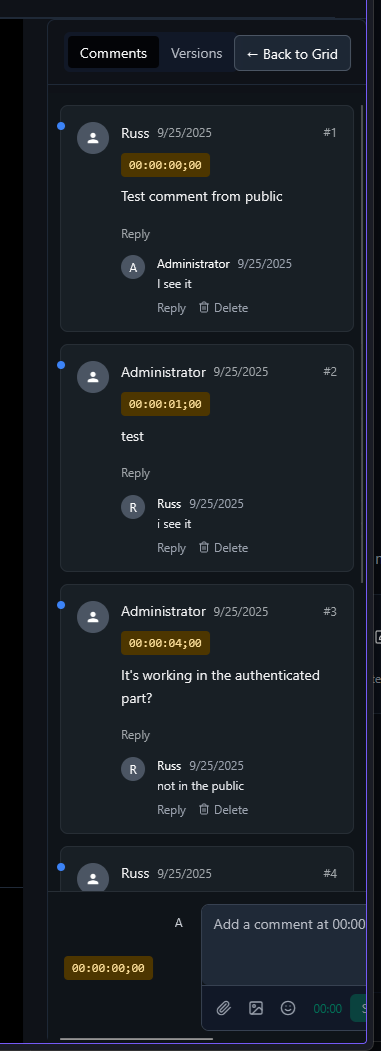 Comments Versions ← Back to Grid
Russ 9/25/2025 #1
00:00:00;00
Test comment from public
Reply
A Administrator 9/25/2025
I see it
Reply Delete
Administrator 9/25/2025 #2
00:00:01;00
test
Reply
R Russ 9/25/2025
i see it
Reply Delete
Administrator 9/25/2025 #3
00:00:04;00
It's working in the authenticated
part?
Reply
R Russ 9/25/2025
not in the public
Reply Delete
Russ 9/25/2025 #4
A
Add a comment at 00:00
00:00:00;00
00:00